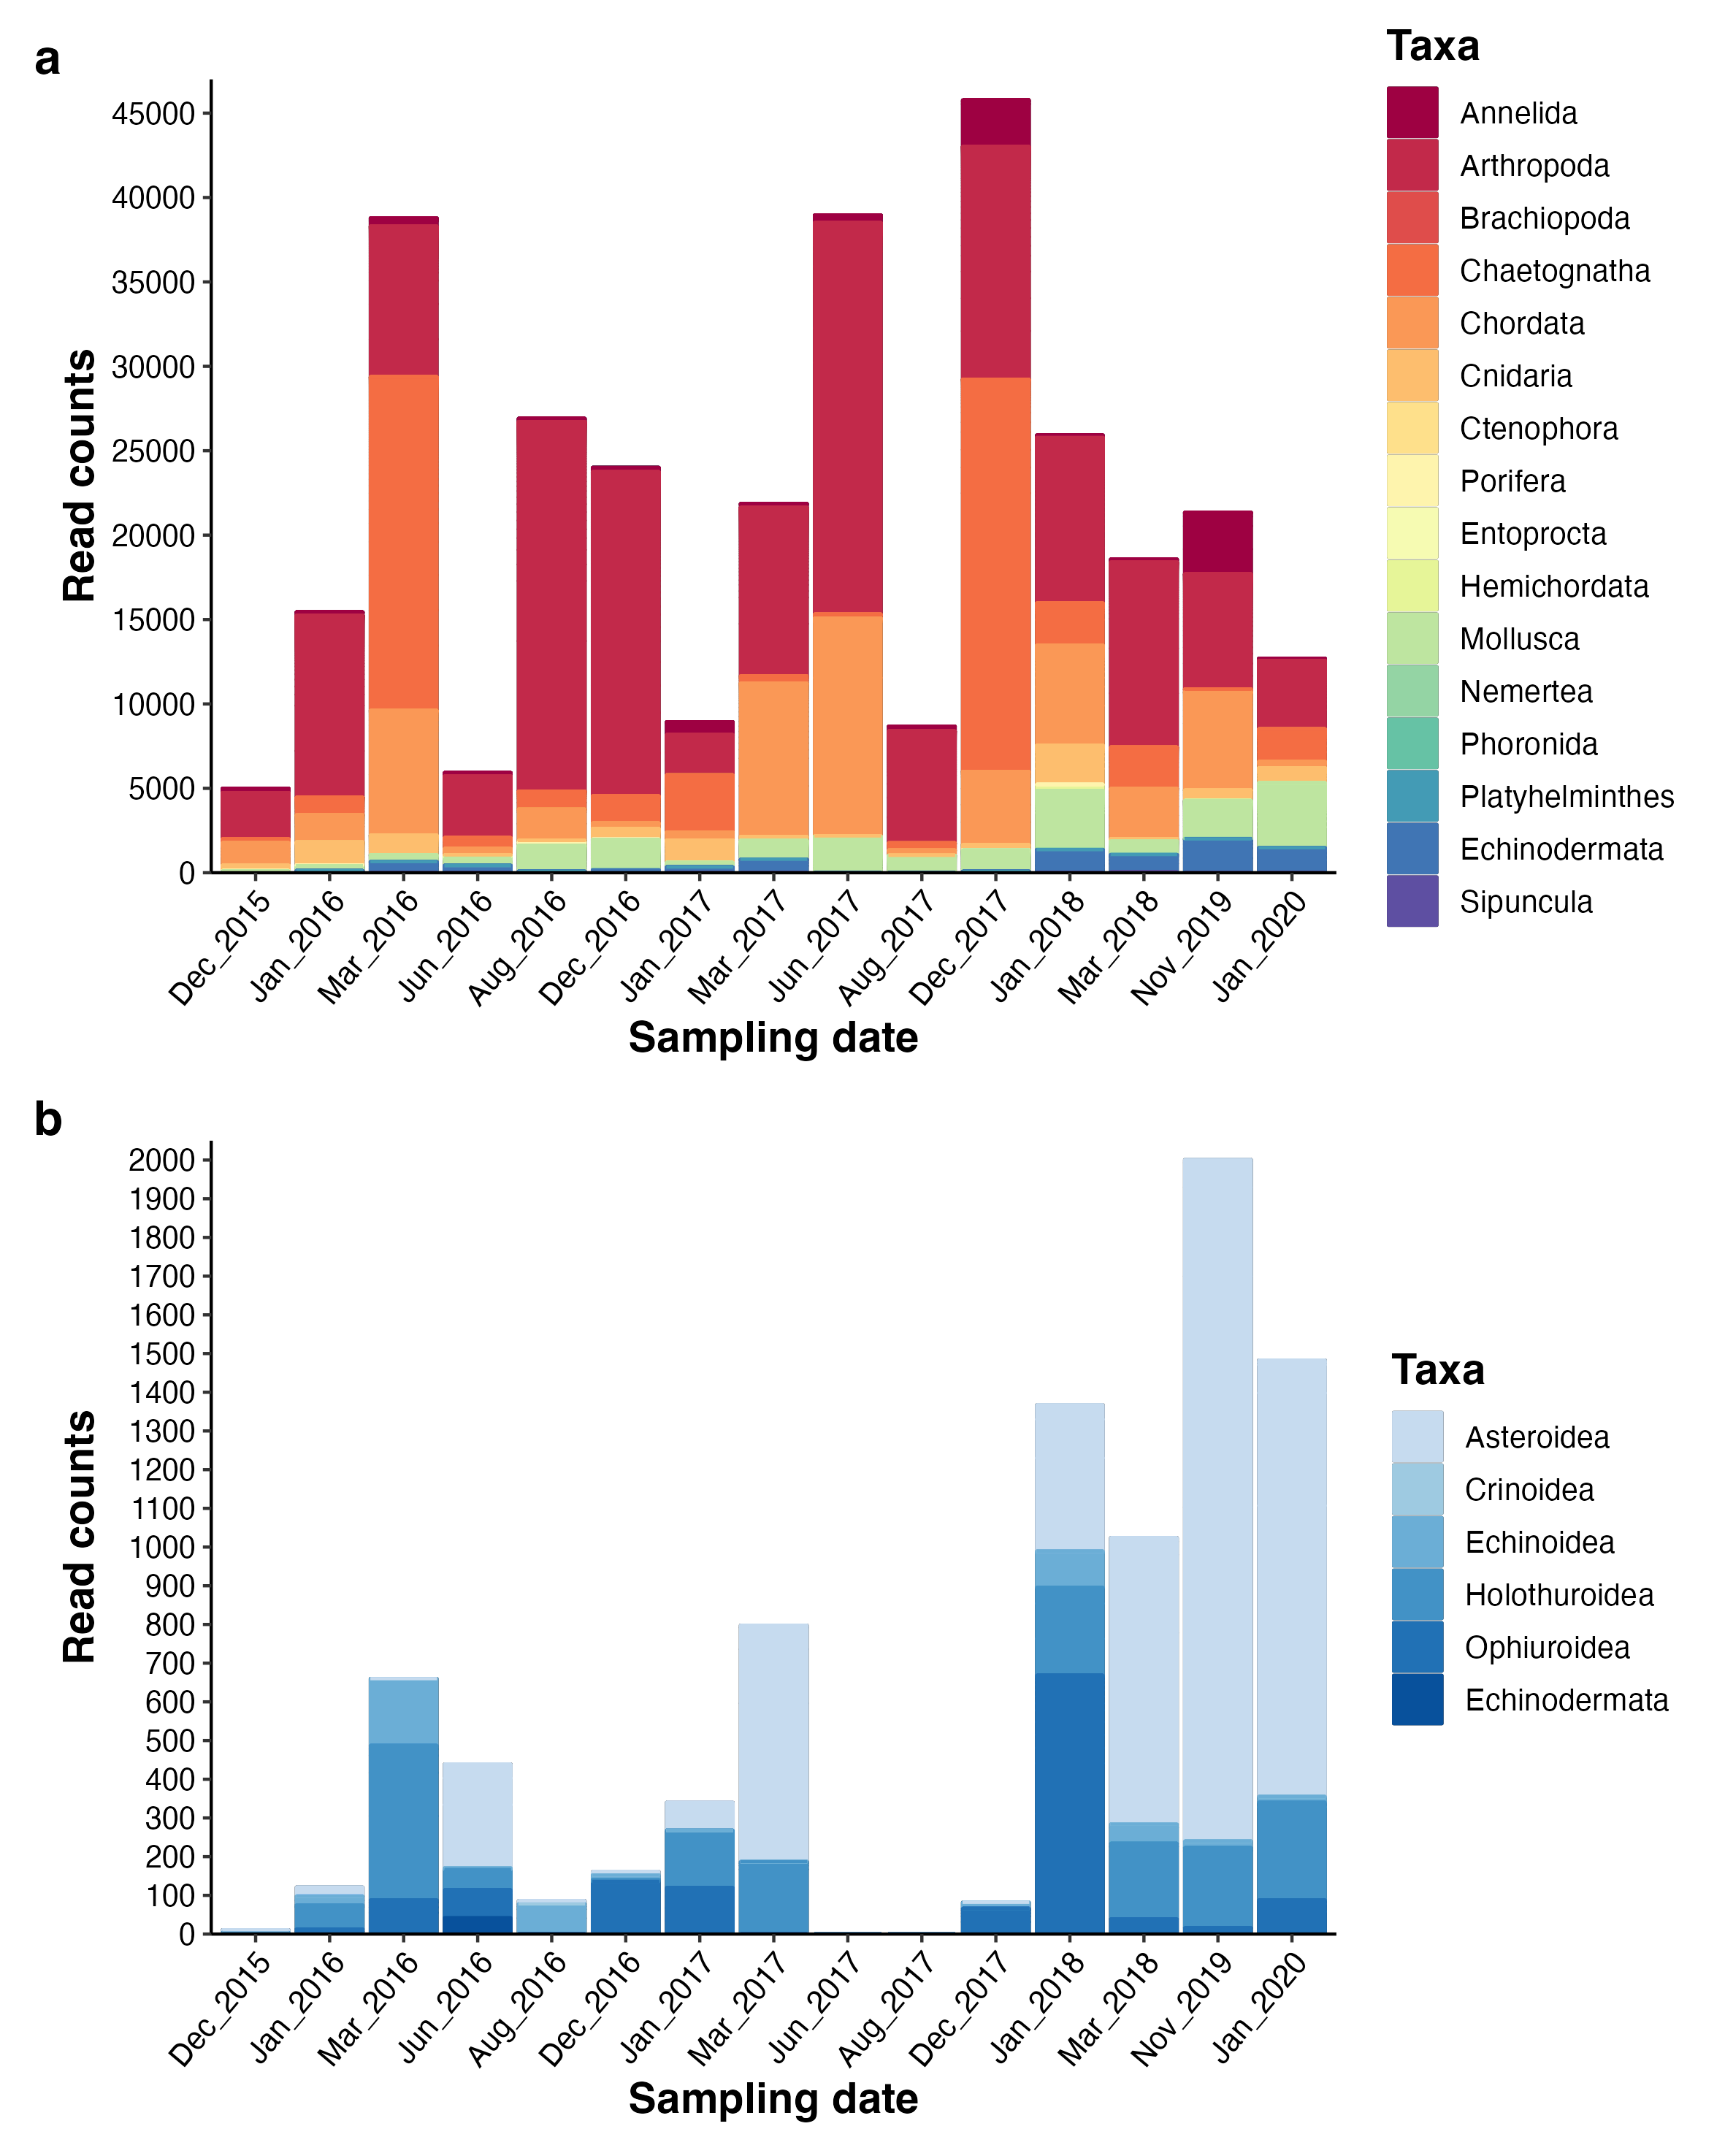 a
Taxa
45000
40000
35000
30000
25000
20000
15000
10000
5000
0
Read counts
Dec_2015
Jan_2016
Mar_2016
Jun_2016
Aug_2016
Dec_2016
Jan_2017
Mar_2017
Jun_2017
Aug_2017
Dec_2017
Jan_2018
Mar_2018
Nov_2019
Jan_2020
Sampling date
Annelida
Arthropoda
Brachiopoda
Chaetognatha
Chordata
Cnidaria
Ctenophora
Porifera
Entoprocta
Hemichordata
Mollusca
Nemertea
Phoronida
Platyhelminthes
Echinodermata
Sipuncula
b
2000
1900
1800
1700
1600
1500
1400
1300
1200
1100
1000
900
800
700
600
500
400
300
200
100
0
Read counts
Dec_2015
Jan_2016
Mar_2016
Jun_2016
Aug_2016
Dec_2016
Jan_2017
Mar_2017
Jun_2017
Aug_2017
Dec_2017
Jan_2018
Mar_2018
Nov_2019
Jan_2020
Sampling date
Taxa
Asteroidea
Crinoidea
Echinoidea
Holothuroidea
Ophiuroidea
Echinodermata